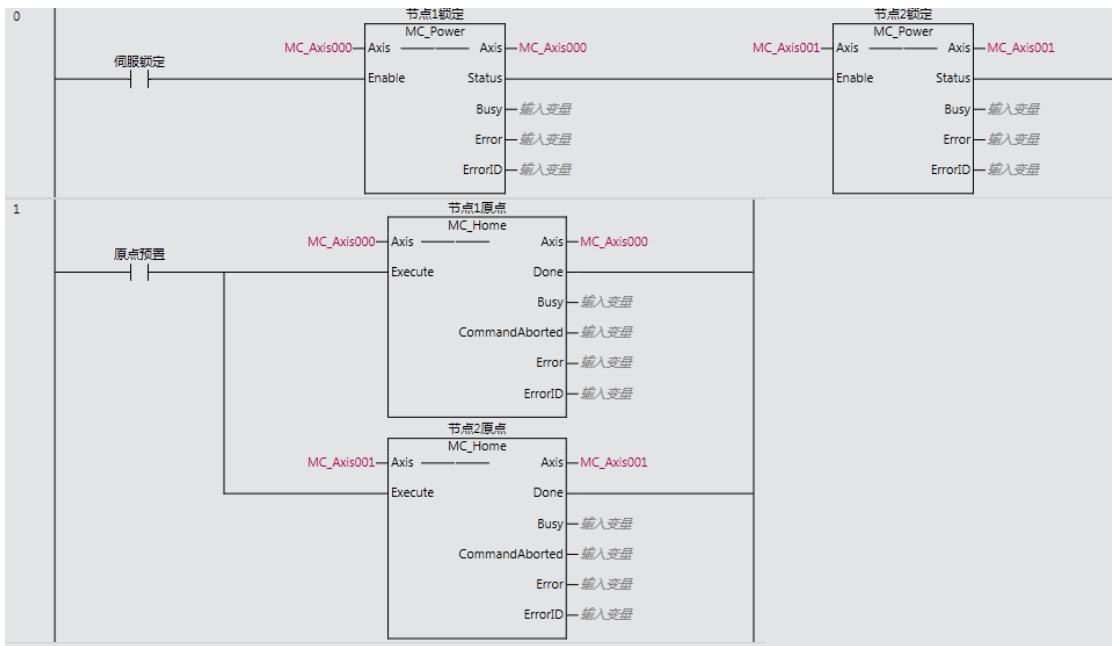 0
节点1锁定
节点2锁定
MC_Power
MC_Power
MC_Axis000 Axis Axis MC_Axis000
MC_Axis001 Axis Axis MC_Axis001
伺服锁定
Enable Status
Enable Status
Busy 输入变量
Busy 输入变量
Error 输入变量
Error 输入变量
ErrorID 输入变量
ErrorID 输入变量
1
节点1原点
MC_Home
MC_Axis000 Axis Axis MC_Axis000
原点预置
Execute Done
Busy 输入变量
CommandAborted 输入变量
Error 输入变量
ErrorID 输入变量
节点2原点
MC_Home
MC_Axis001 Axis Axis MC_Axis001
Execute Done
Busy 输入变量
CommandAborted 输入变量
Error 输入变量
ErrorID 输入变量